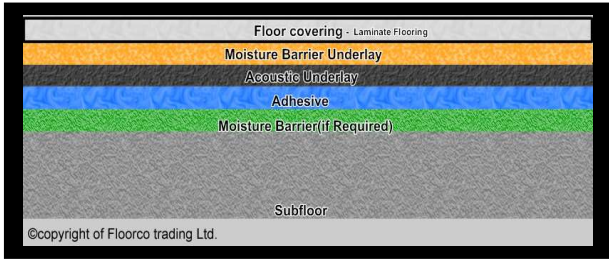 Floor covering - Laminate Flooring
Moisture Barrier Underlay
Acoustic Underlay
Adhesive
Moisture Barrier(if Required)
Subfloor
©copyright of Floorco trading Ltd.